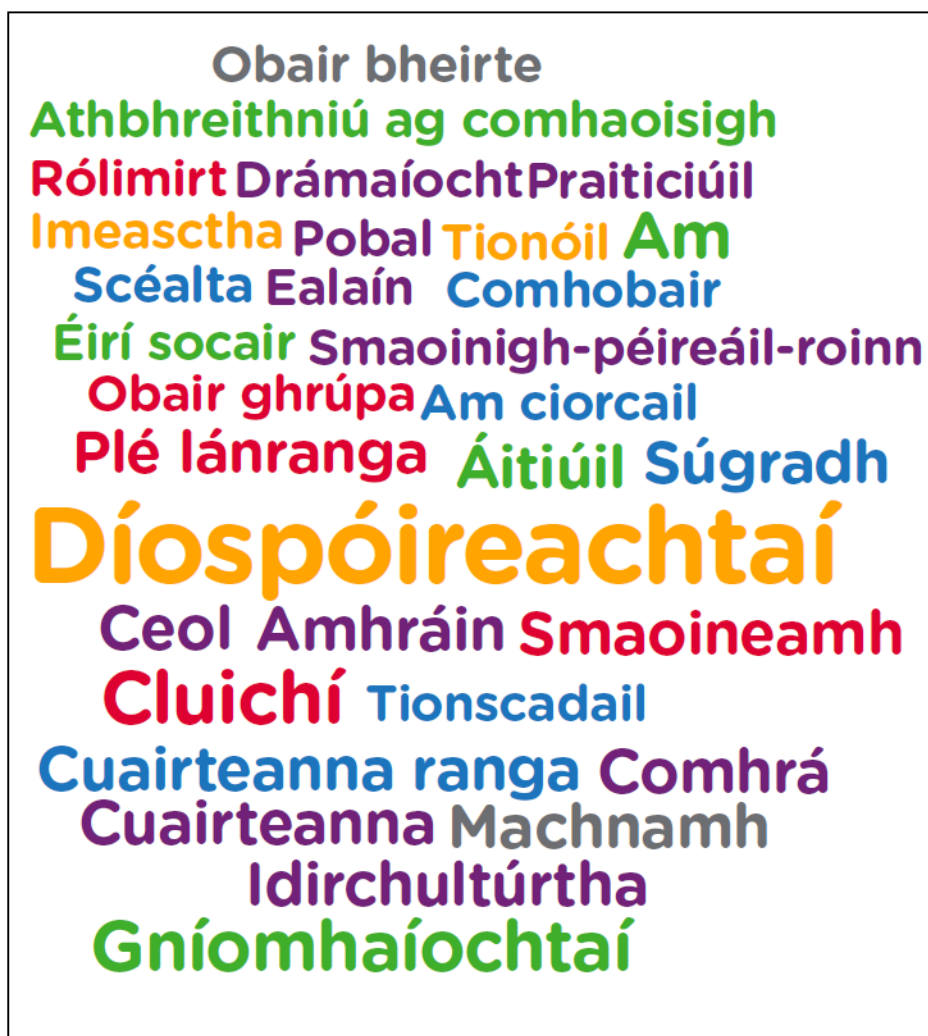 Obair bheirte
Athbhreithniú ag comhaoisigh
Rólimirt Drámaíocht Praiticiúil
Imeasctha Pobal Tionóil Am
Scéalta Ealaín Comhobair
Éirí socair Smaoinigh-péireáil-roinn
Obair ghrúpa Am ciorcail
Plé lánranga Áitiúil Súgradh
Díospóireachtaí
Ceol Amhráin Smaoineamh
Cluichí Tionscadail
Cuairteanna ranga Comhrá
Cuairteanna Machnamh
Idirchultúrtha
Gníomhaíochtaí